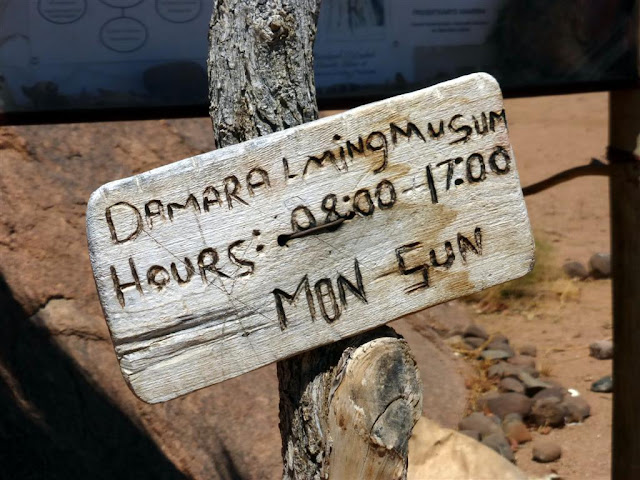 DAMARA LMINGMUSUM
HOURS: 08:00-17:00
MON SUN